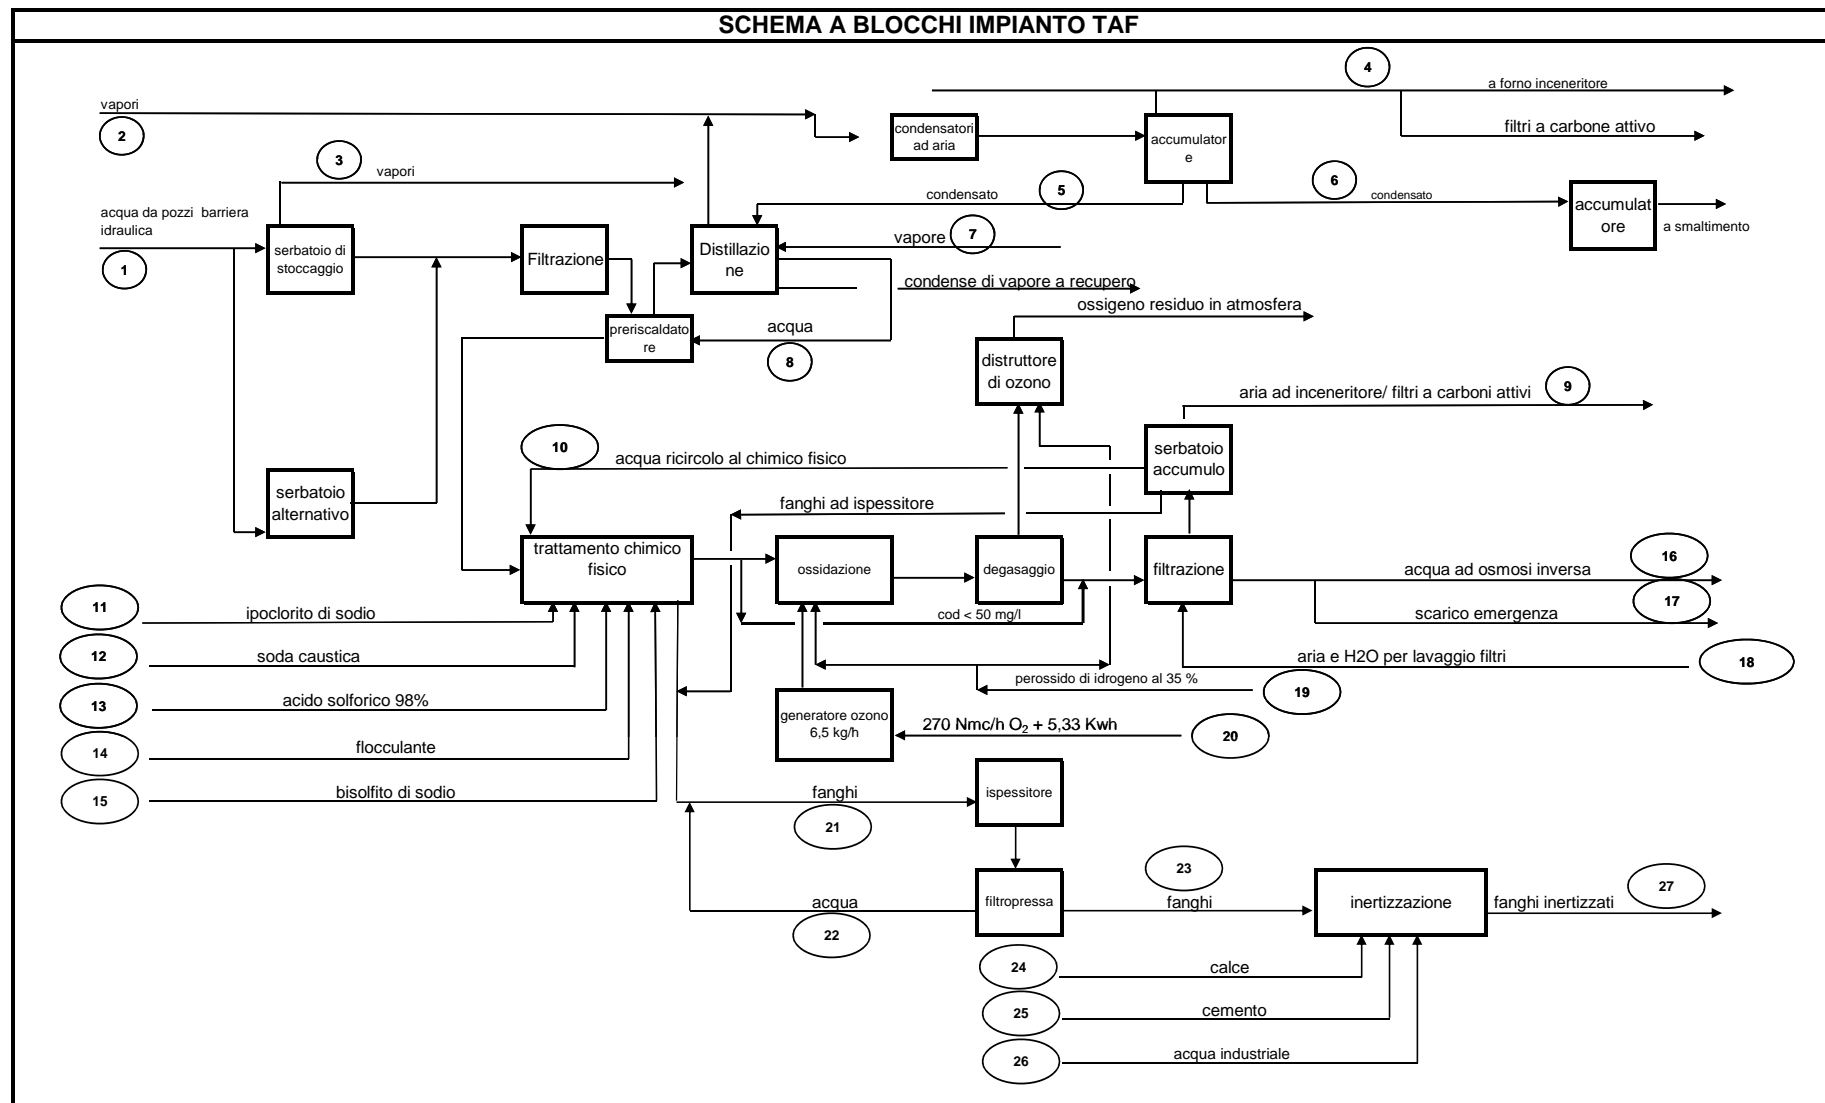 SCHEMA A BLOCCHI IMPIANTO TAF
4
a forno inceneritore
vapori
2
condensatori
ad aria
accumulator
e
filtri a carbone attivo
3
vapori
5
condensato
6
condensato
accumulat
ore
a smaltimento
acqua da pozzi barriera
idraulica
1
serbatoio di
stoccaggio
Filtrazione
Distillazio
ne
vapore
7
condense di vapore a recupero
ossigeno residuo in atmosfera
preriscaldato
re
acqua
8
distruttore
di ozono
aria ad inceneritore/ filtri a carboni attivi
9
10
acqua ricircolo al chimico fisico
serbatoio
accumulo
serbatoio
alternativo
fanghi ad ispessitore
trattamento chimico
fisico
ossidazione
degasaggio
filtrazione
acqua ad osmosi inversa
16
cod < 50 mg/l
scarico emergenza
17
11
ipoclorito di sodio
12
soda caustica
aria e H2O per lavaggio filtri
18
perossido di idrogeno al 35 %
19
13
acido solforico 98%
generatore ozono
6,5 kg/h
270 Nmc/h O₂ + 5,33 Kwh
20
14
flocculante
15
bisolfito di sodio
fanghi
21
ispessitore
acqua
22
filtropressa
23
fanghi
inertizzazione
27
fanghi inertizzati
24
calce
25
cemento
26
acqua industriale